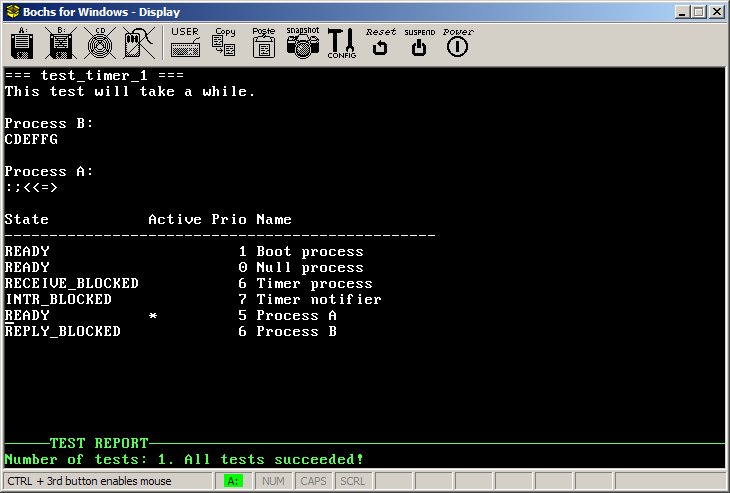 Bochs for Windows - Display
A: B: CD USER Copy Paste snapshot CONFIG Reset SUSPEND Power
=== test_timer_1 ===
This test will take a while.
Process B:
CDEFFG
Process A:
:;<<=>
State Active Prio Name
------------------------------------------------
READY 1 Boot process
READY 0 Null process
RECEIVE_BLOCKED 6 Timer process
INTR_BLOCKED 7 Timer notifier
READY * 5 Process A
REPLY_BLOCKED 6 Process B
TEST REPORT
Number of tests: 1. All tests succeeded!
CTRL + 3rd button enables mouse A: NUM CAPS SCRL